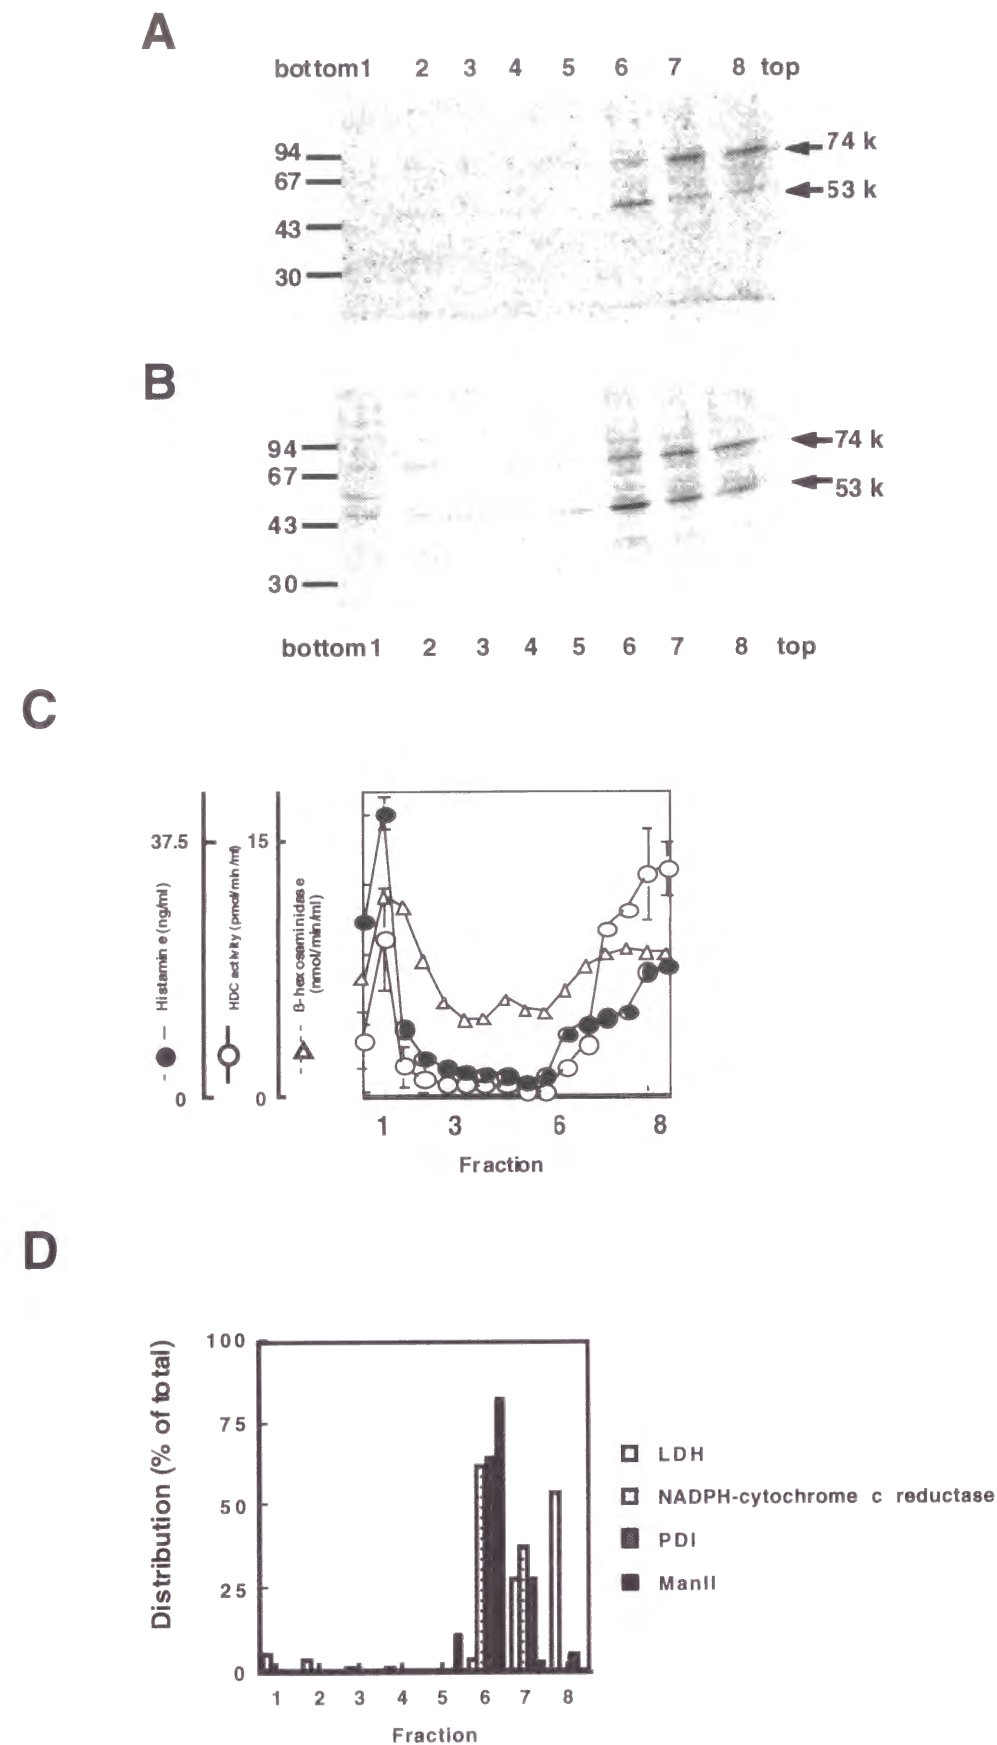 A
bottom 1 2 3 4 5 6 7 8 top
94
67
43
30
74 k
53 k
B
94
67
43
30
74 k
53 k
bottom 1 2 3 4 5 6 7 8 top
C
37.5
0
Histamine (ng/ml)
15
0
HDC activity (pmol/min/ml)
β-hexosaminidase
(nmol/min/ml)
1 3 6 8
Fraction
D
Distribution (% of total)
100
75
50
25
0
1 2 3 4 5 6 7 8
Fraction
LDH
NADPH-cytochrome c reductase
PDI
ManII